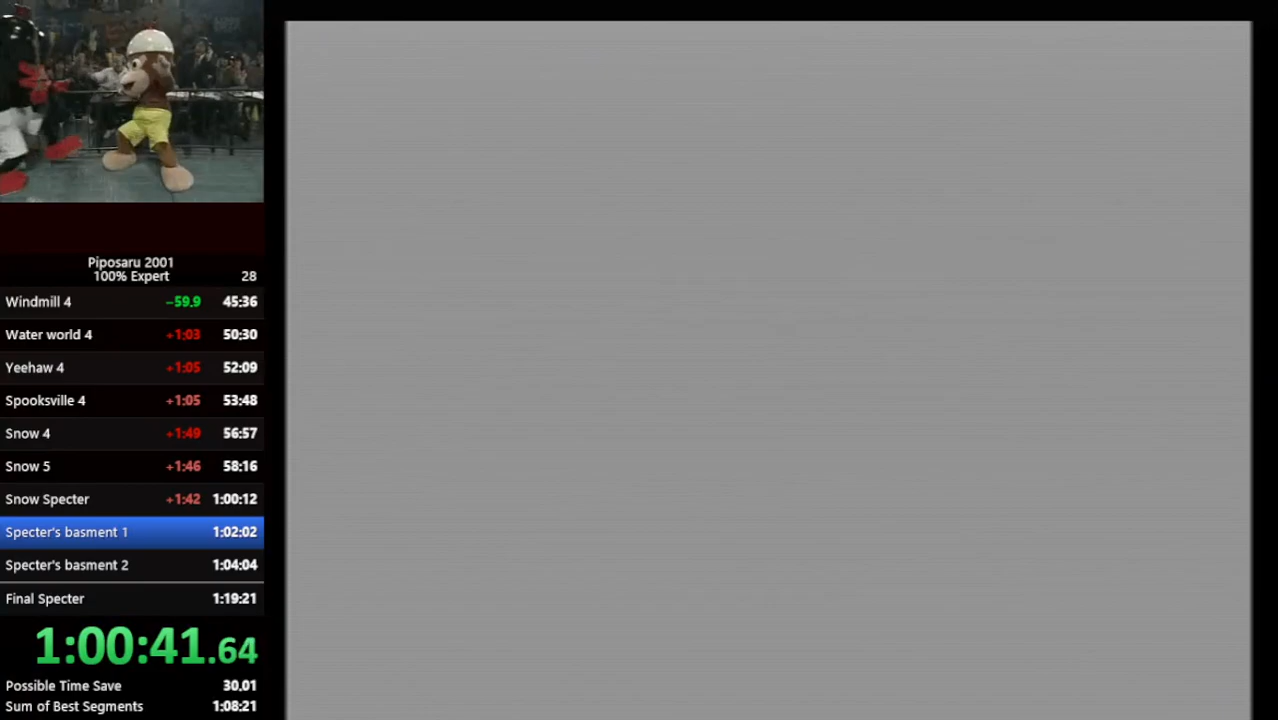 Piposaru 2001
100% Expert 28
Windmill 4 −59.9 45:36
Water world 4 +1:03 50:30
Yeehaw 4 +1:05 52:09
Spooksville 4 +1:05 53:48
Snow 4 +1:49 56:57
Snow 5 +1:46 58:16
Snow Specter +1:42 1:00:12
Specter's basment 1 1:02:02
Specter's basment 2 1:04:04
Final Specter 1:19:21
1:00:41.64
Possible Time Save 30.01
Sum of Best Segments 1:08:21